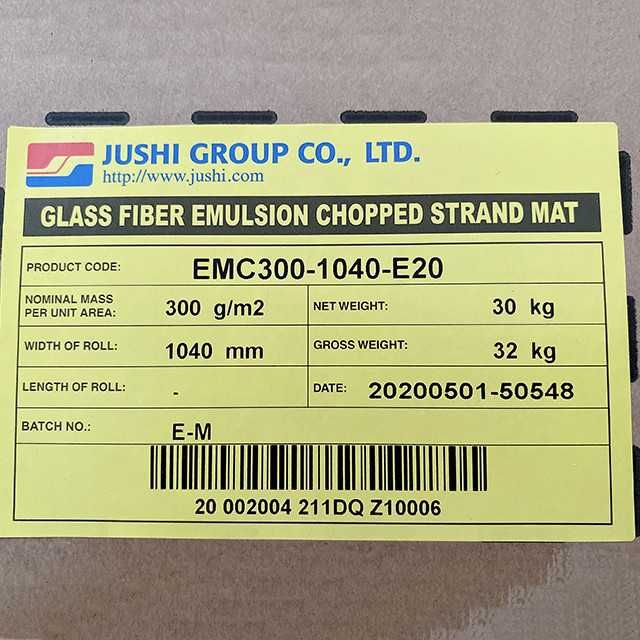 JUSHI GROUP CO., LTD.
http://www.jushi.com
GLASS FIBER EMULSION CHOPPED STRAND MAT
PRODUCT CODE: EMC300-1040-E20
NOMINAL MASS
PER UNIT AREA: 300 g/m2 NET WEIGHT: 30 kg
WIDTH OF ROLL: 1040 mm GROSS WEIGHT: 32 kg
LENGTH OF ROLL: - DATE: 20200501-50548
BATCH NO.: E-M
20 002004 211DQ Z10006